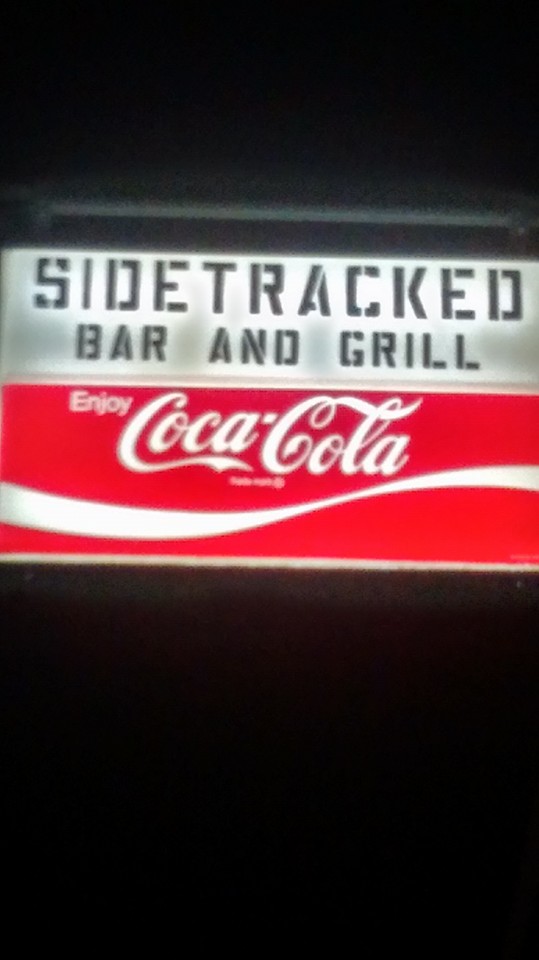 SIDETRACKED
BAR AND GRILL
Enjoy Coca-Cola